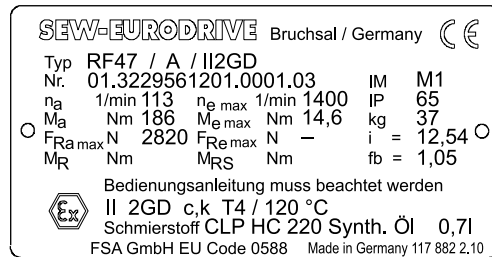 SEW-EURODRIVE Bruchsal / Germany CE
Typ RF47 / A / II2GD
Nr. 01.3229561201.0001.03 IM M1
na 1/min 113 ne max 1/min 1400 IP 65
Ma Nm 186 Me max Nm 14,6 kg 37
FRa max N 2820 FRe max N – i = 12,54
MR Nm MRS Nm fb = 1,05
Bedienungsanleitung muss beachtet werden
Ex II 2GD c,k T4 / 120 °C
Schmierstoff CLP HC 220 Synth. Öl 0,7l
FSA GmbH EU Code 0588 Made in Germany 117 882 2.10